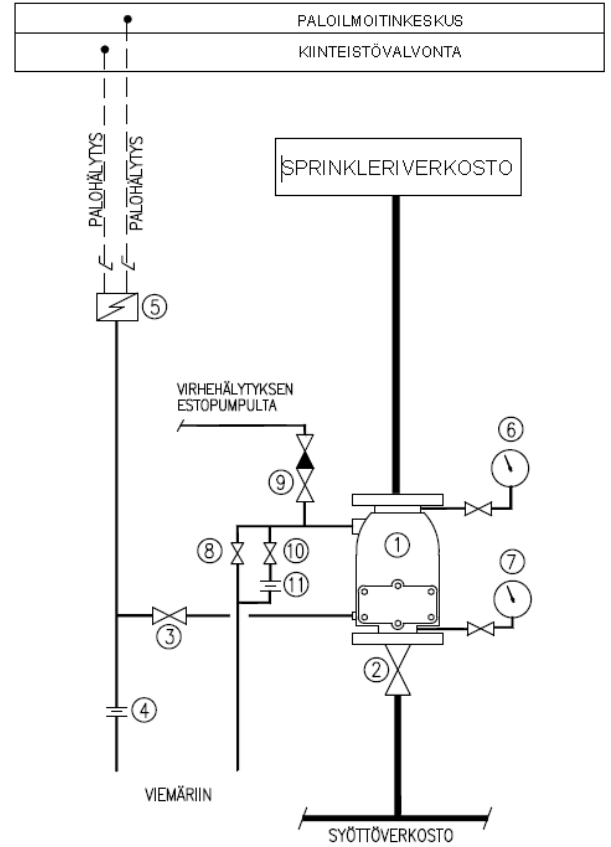 PALOILMOITINKESKUS
KIINTEISTÖVALVONTA
PALOHÄLYTYS
PALOHÄLYTYS
SPRINKLERIVERKOSTO
5
VIRHEHÄLYTYKSEN
ESTOPUMPULTA
6
9
1
8
10
7
11
3
2
4
VIEMÄRIIN
SYÖTTÖVERKOSTO